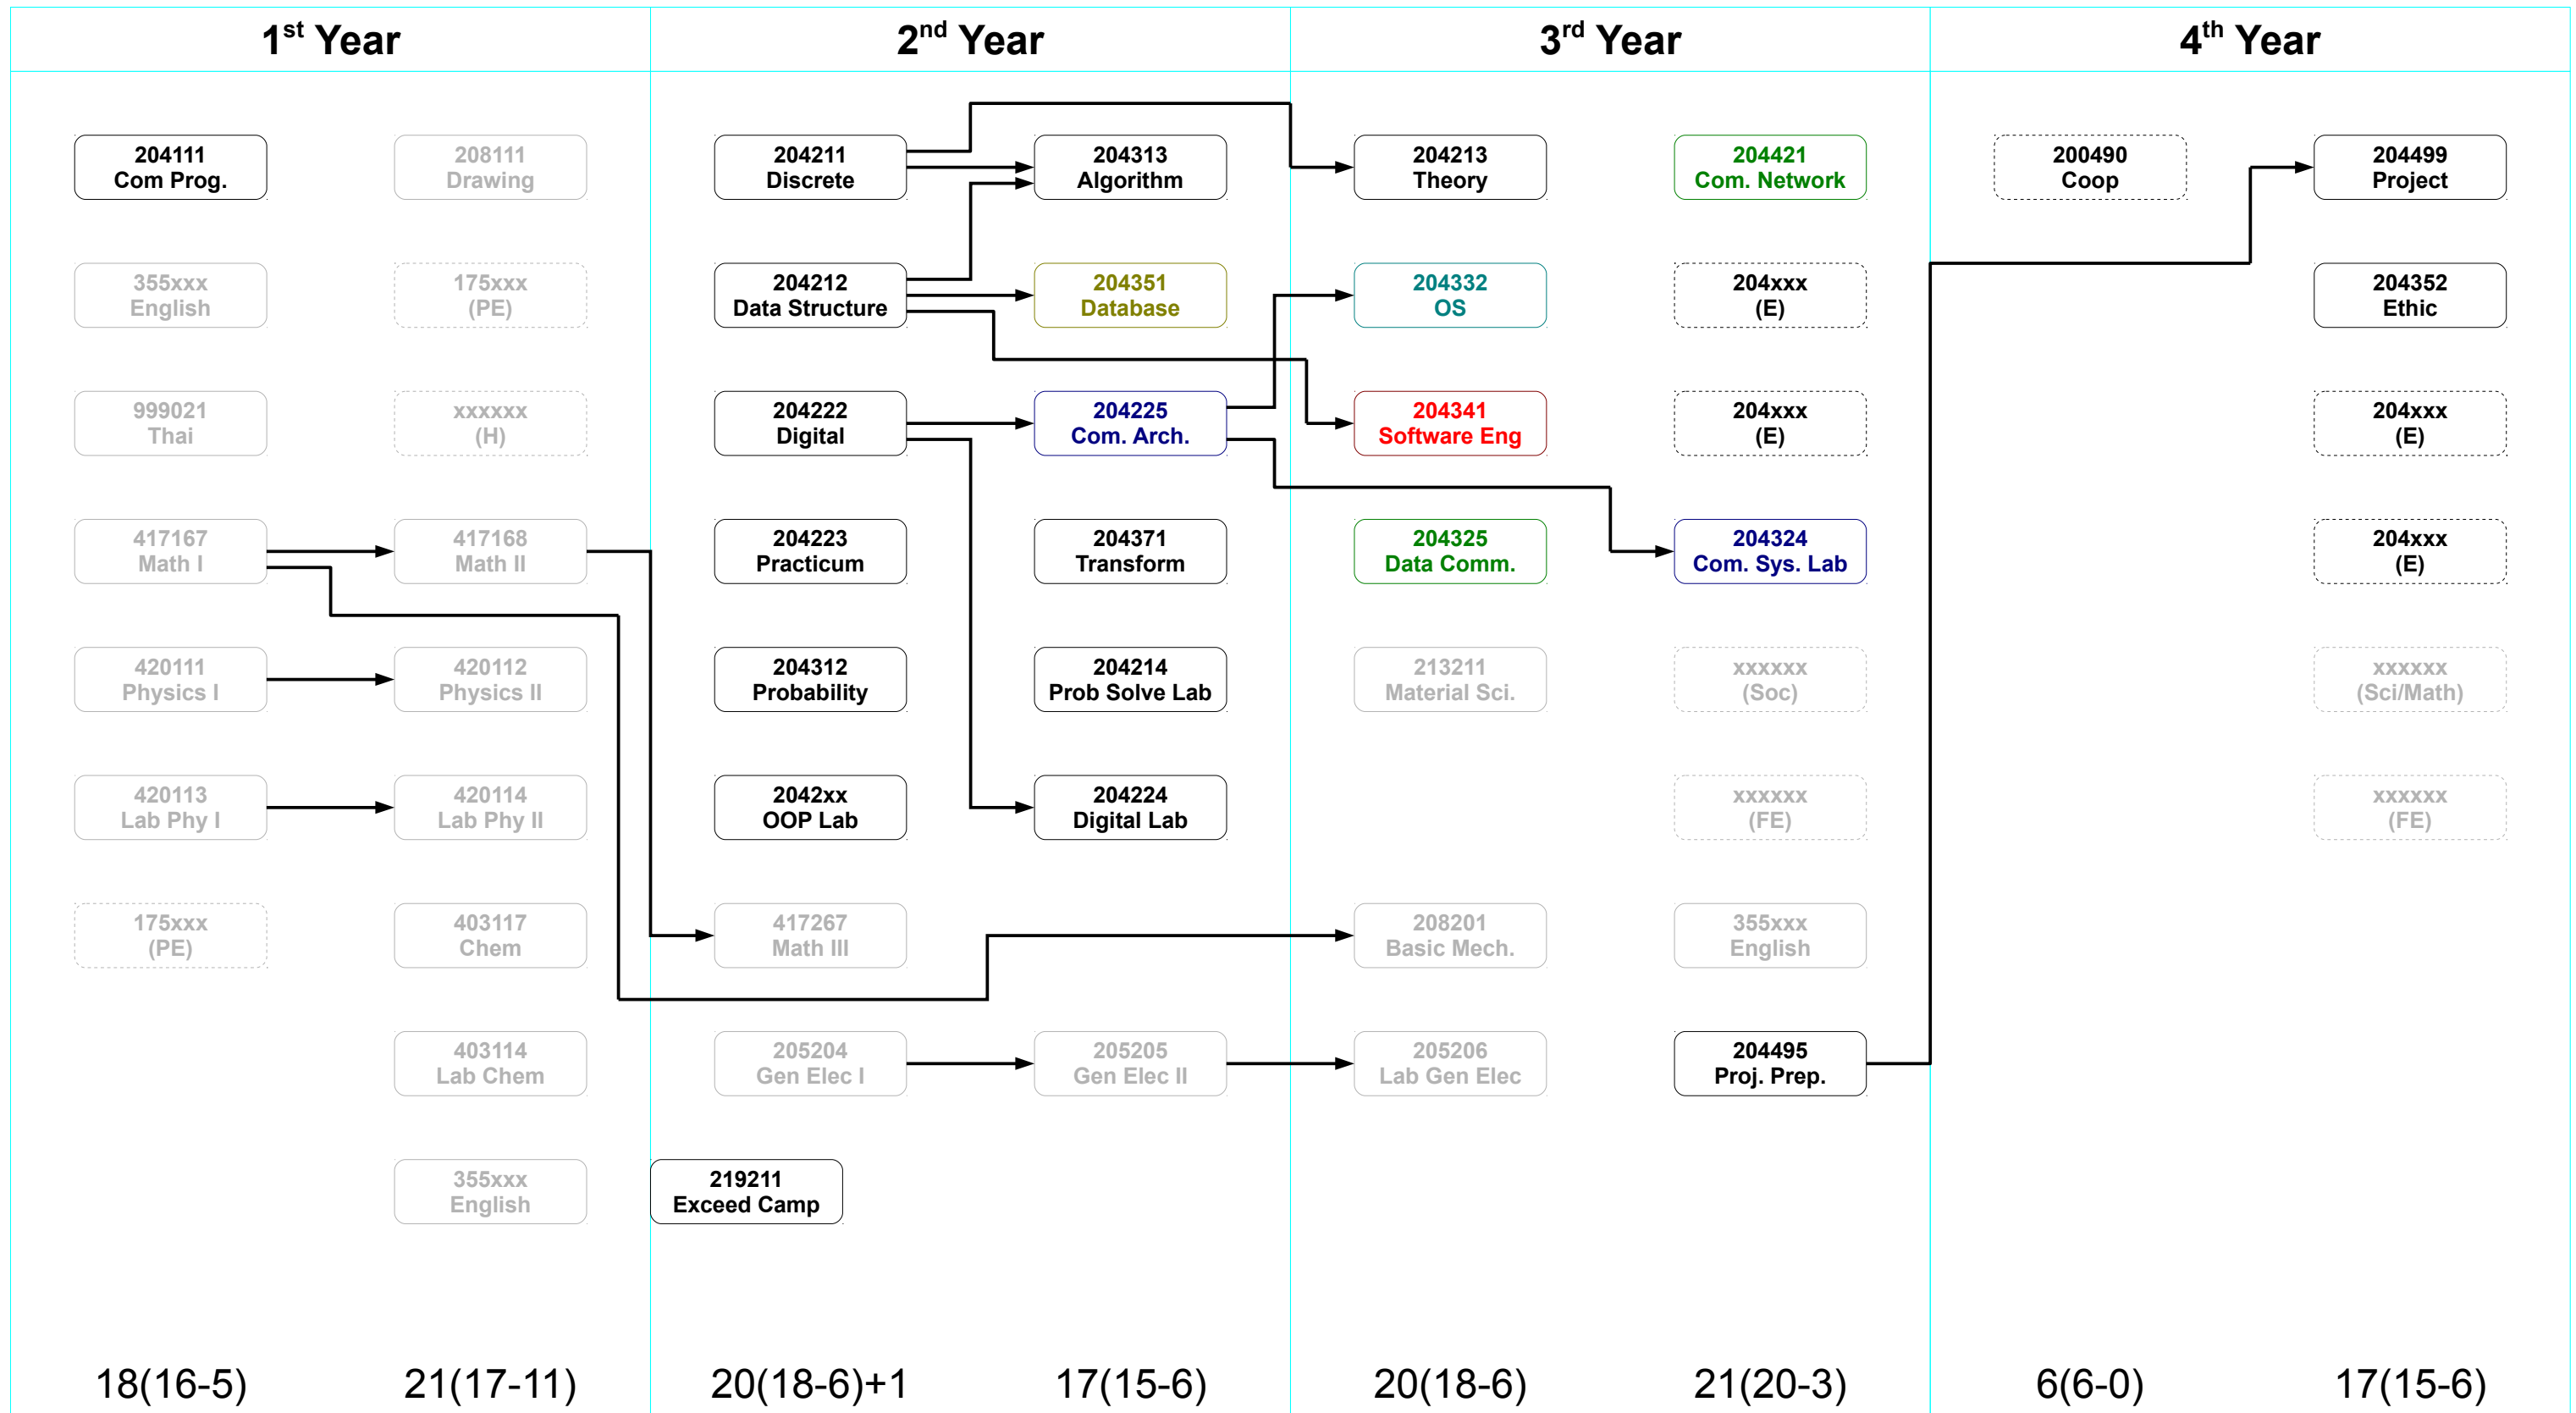 1st Year
2nd Year
3rd Year
4th Year
204111
Com Prog.
208111
Drawing
204211
Discrete
204313
Algorithm
204213
Theory
204421
Com. Network
200490
Coop
204499
Project
355xxx
English
175xxx
(PE)
204212
Data Structure
204351
Database
204332
OS
204xxx
(E)
204352
Ethic
999021
Thai
xxxxxx
(H)
204222
Digital
204225
Com. Arch.
204341
Software Eng
204xxx
(E)
204xxx
(E)
417167
Math I
417168
Math II
204223
Practicum
204371
Transform
204325
Data Comm.
204324
Com. Sys. Lab
204xxx
(E)
420111
Physics I
420112
Physics II
204312
Probability
204214
Prob Solve Lab
213211
Material Sci.
xxxxxx
(Soc)
xxxxxx
(Sci/Math)
420113
Lab Phy I
420114
Lab Phy II
2042xx
OOP Lab
204224
Digital Lab
xxxxxx
(FE)
xxxxxx
(FE)
175xxx
(PE)
403117
Chem
417267
Math III
208201
Basic Mech.
355xxx
English
403114
Lab Chem
205204
Gen Elec I
205205
Gen Elec II
205206
Lab Gen Elec
204495
Proj. Prep.
355xxx
English
219211
Exceed Camp
18(16-5)
21(17-11)
20(18-6)+1
17(15-6)
20(18-6)
21(20-3)
6(6-0)
17(15-6)